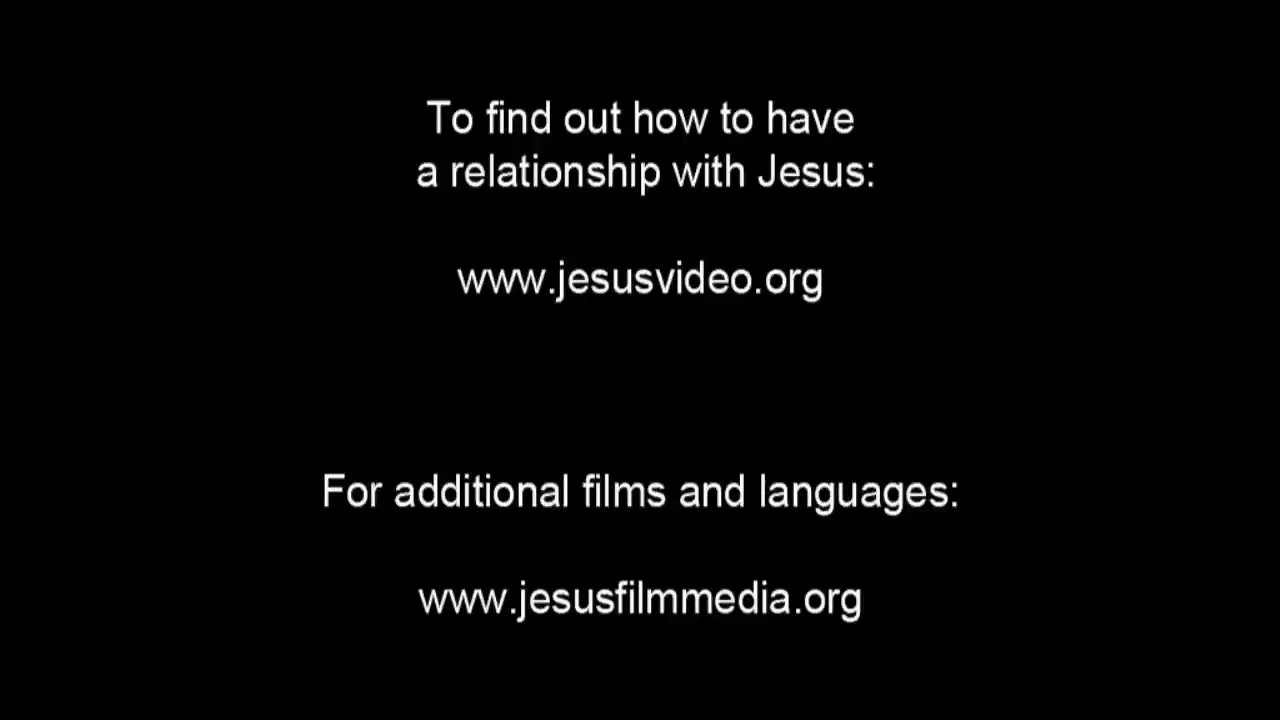 To find out how to have
a relationship with Jesus:
www.jesusvideo.org
For additional films and languages:
www.jesusfilmmedia.org